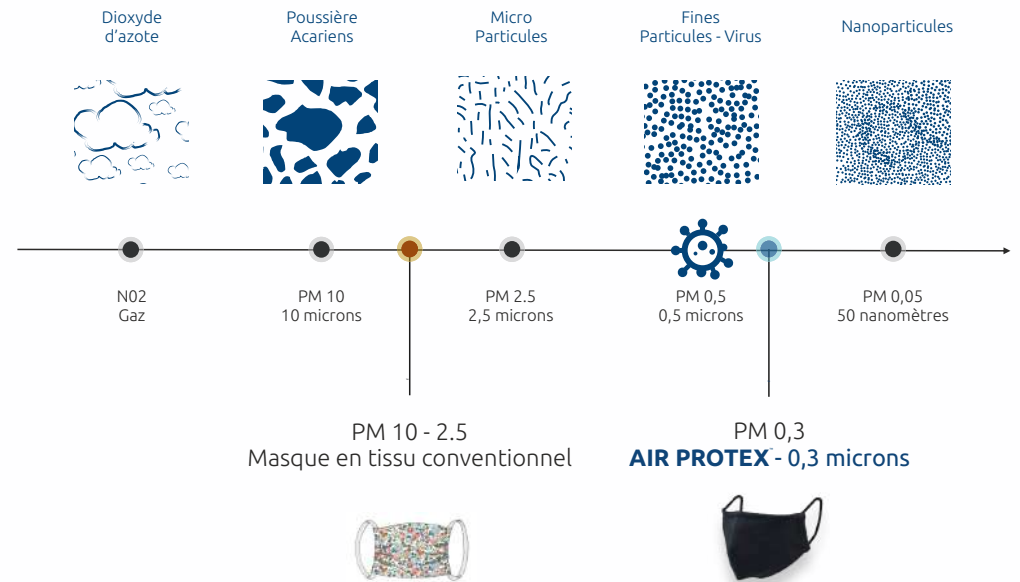 Dioxyde
d'azote
Poussière
Acariens
Micro
Particules
Fines
Particules - Virus
Nanoparticules
N02
Gaz
PM 10
10 microns
PM 2.5
2,5 microns
PM 0,5
0,5 microns
PM 0,05
50 nanomètres
PM 10 - 2.5
Masque en tissu conventionnel
PM 0,3
AIR PROTEX - 0,3 microns